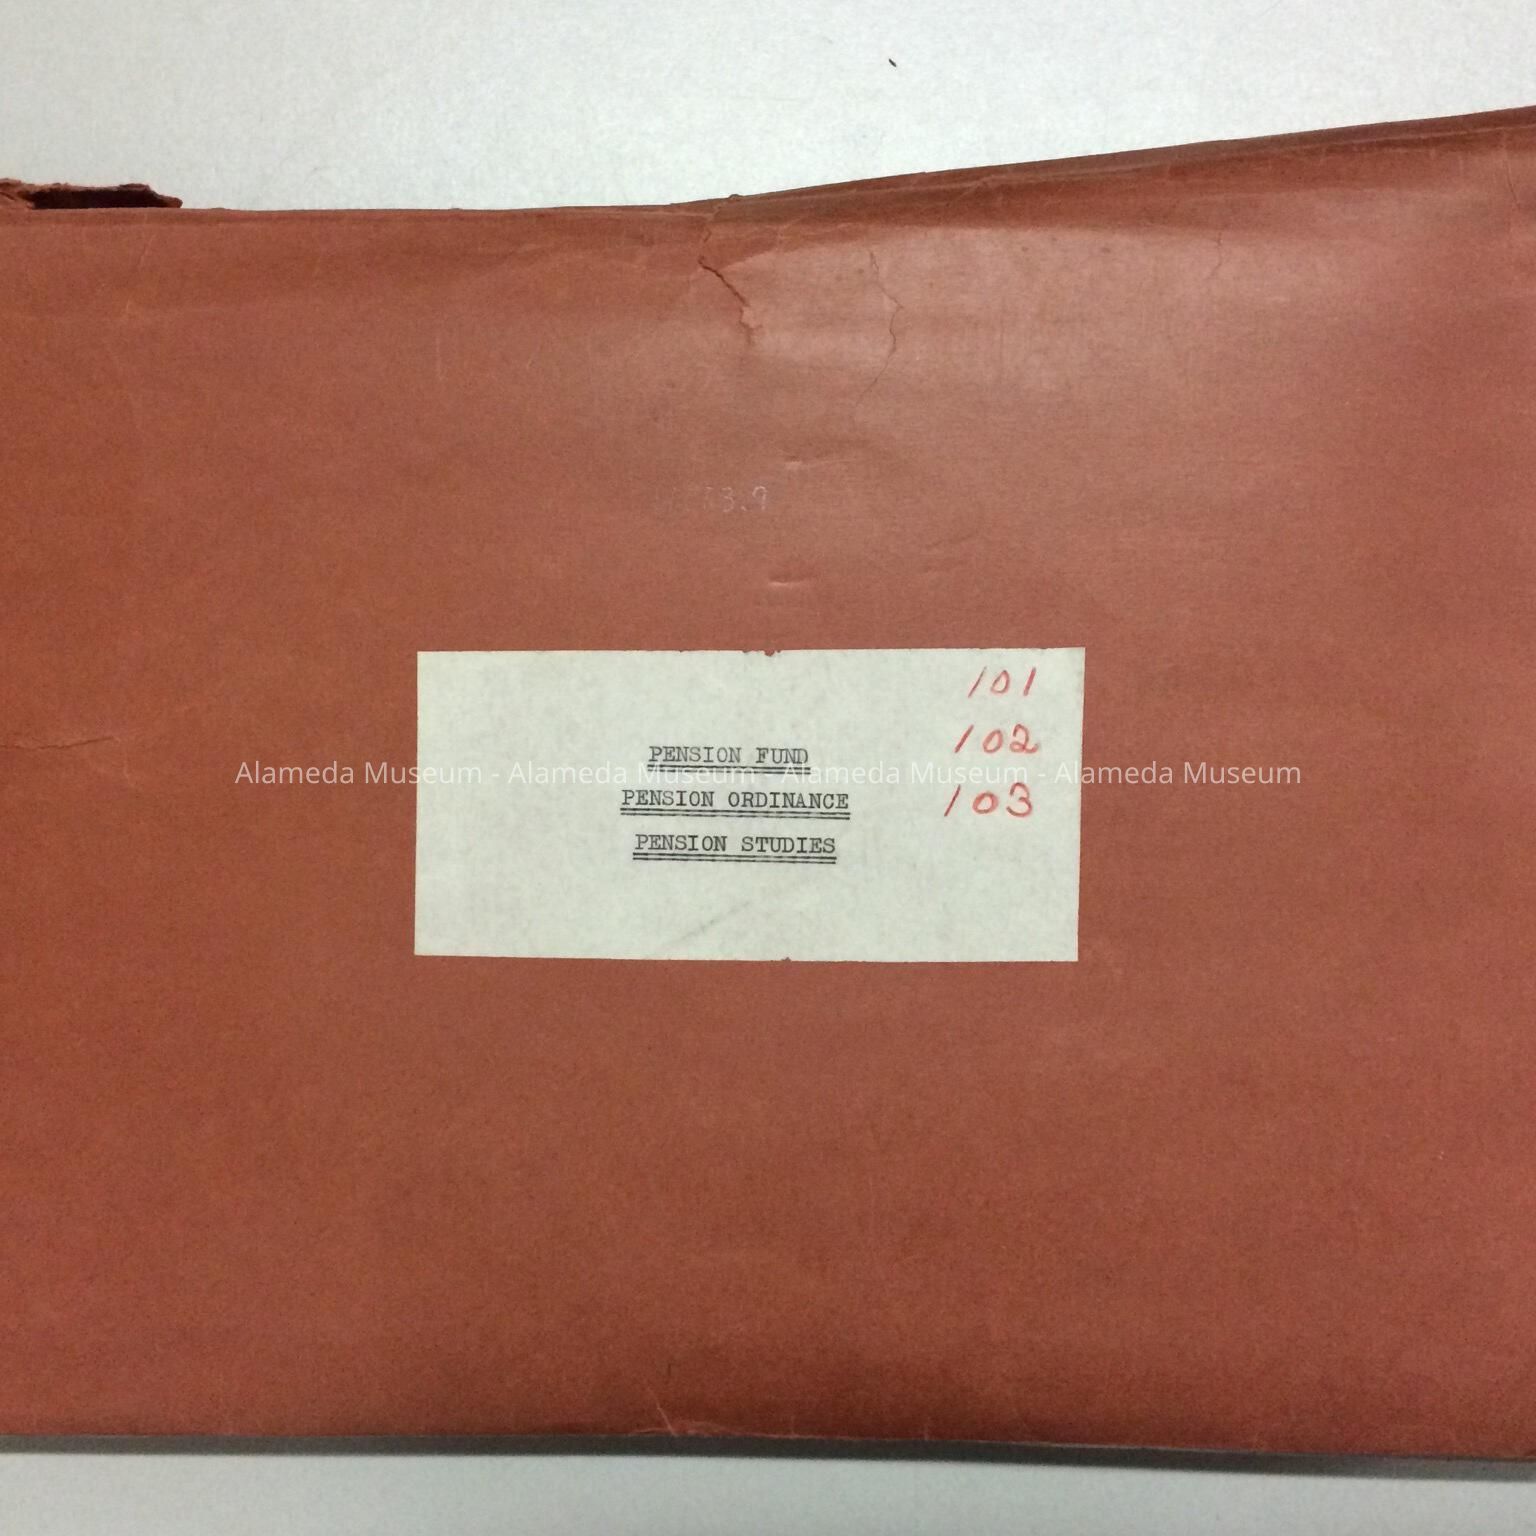 101
102
PENSION FUND
Alameda Museum - Alameda Museum - Alameda Museum - Alameda Museum
PENSION ORDINANCE
103
PENSION STUDIES